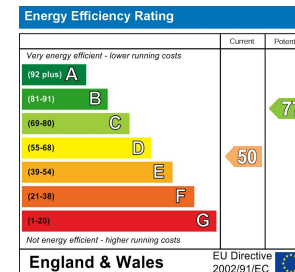 Energy Efficiency Rating
Current
Very energy efficient - lower running costs
(92 plus) A
(81-91) B
(69-80) C
77
(55-68) D
50
(39-54) E
(21-38) F
(1-20) G
Not energy efficient - higher running costs
England & Wales
EU Directive
2002/91/EC